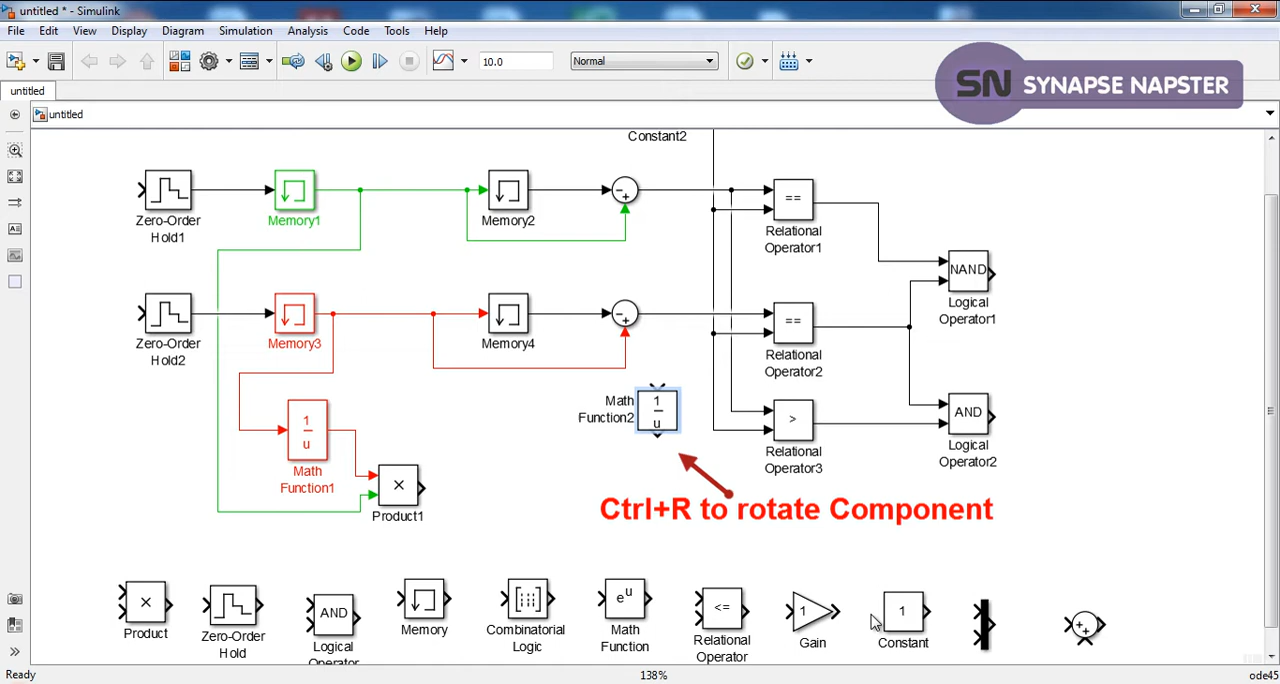 untitled * - Simulink
File Edit View Display Diagram Simulation Analysis Code Tools Help
10.0
Normal
SN SYNAPSE NAPSTER
untitled
untitled
Constant2
Zero-Order
Hold1
Memory1
Memory2
-
+
==
Relational
Operator1
NAND
Logical
Operator1
Zero-Order
Hold2
Memory3
Memory4
-
+
==
Relational
Operator2
1
u
Math
Function1
×
Product1
Math
Function2
1
u
>
Relational
Operator3
AND
Logical
Operator2
Ctrl+R to rotate Component
×
Product
Zero-Order
Hold
AND
Logical
Operator
Memory
Combinatorial
Logic
eu
Math
Function
<=
Relational
Operator
1
Gain
1
Constant
++
Ready
138%
ode45